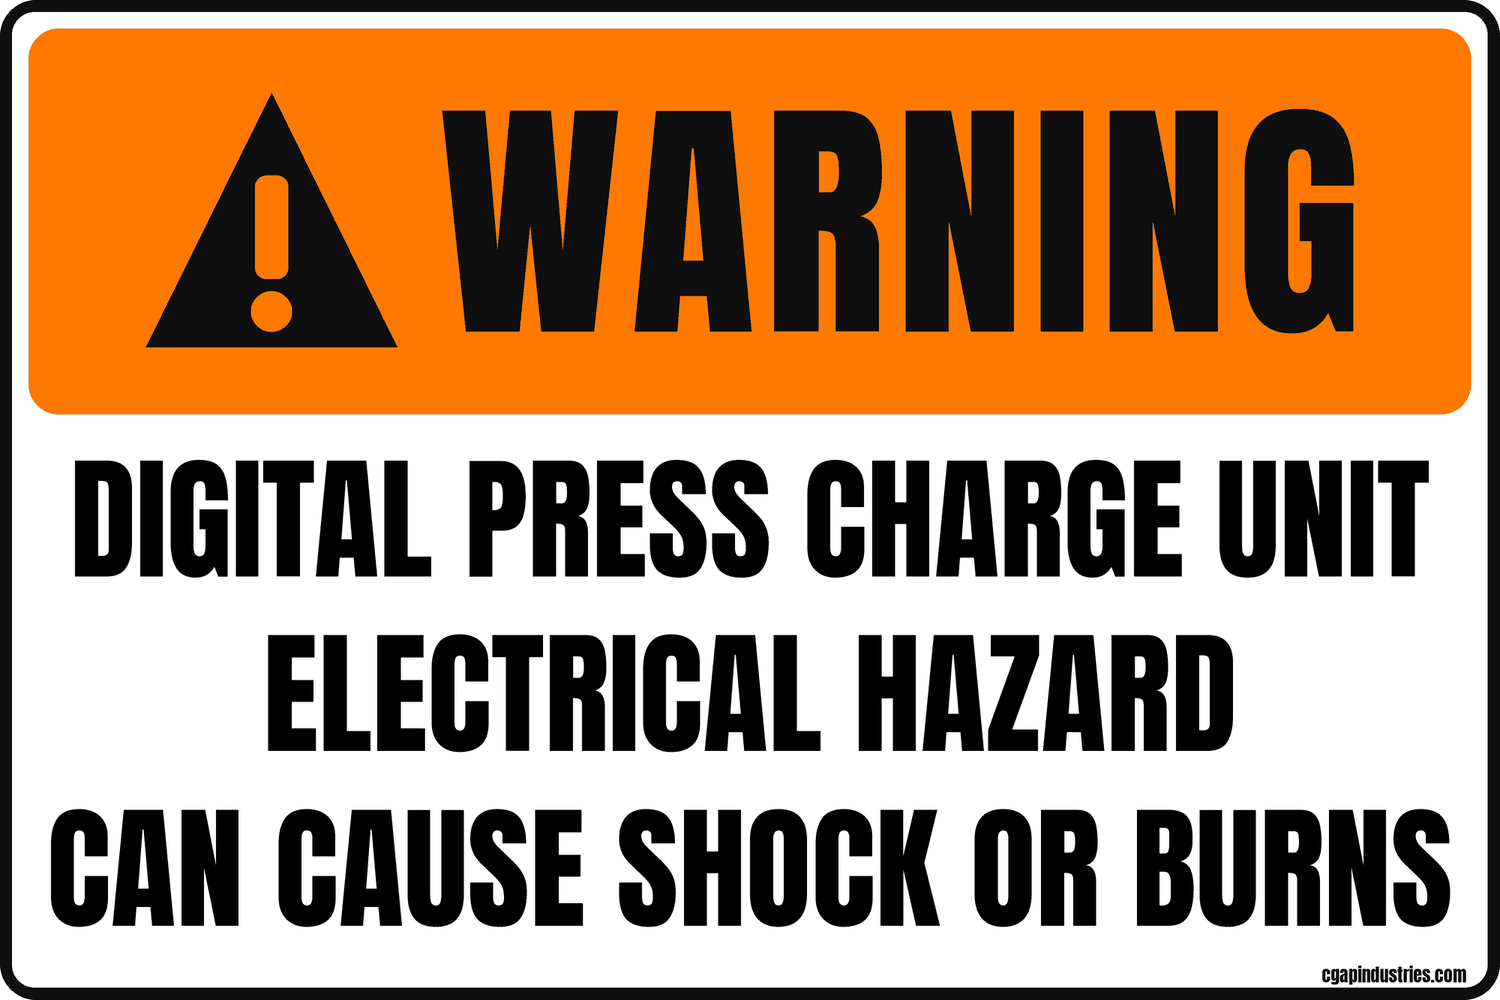 WARNING
DIGITAL PRESS CHARGE UNIT
ELECTRICAL HAZARD
CAN CAUSE SHOCK OR BURNS
cgapindustries.com